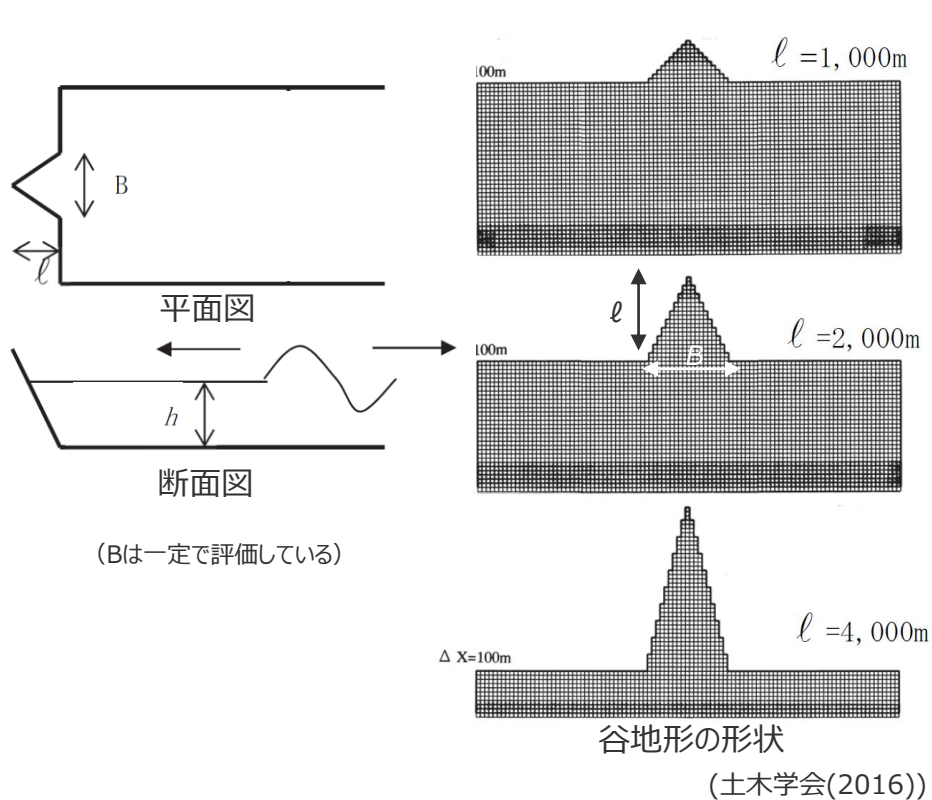 B
ℓ
平面図
h
断面図
（Bは一定で評価している）
ℓ =1, 000m
100m
ℓ
ℓ =2, 000m
100m
B
ℓ =4, 000m
Δ X=100m
谷地形の形状
(土木学会(2016))